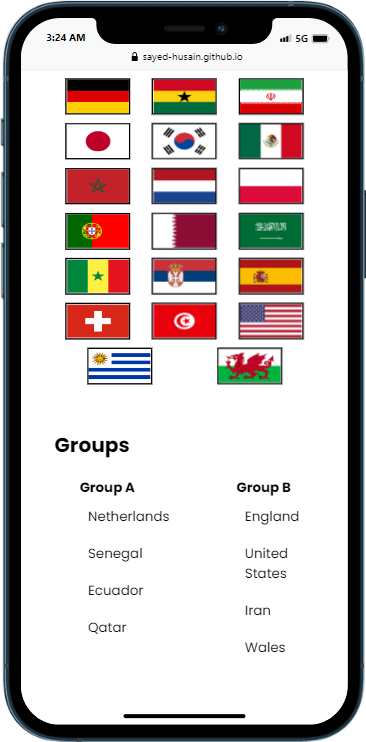 3:24 AM
5G
sayed-husain.github.io
Groups
Group A
Netherlands
Senegal
Ecuador
Qatar
Group B
England
United
States
Iran
Wales